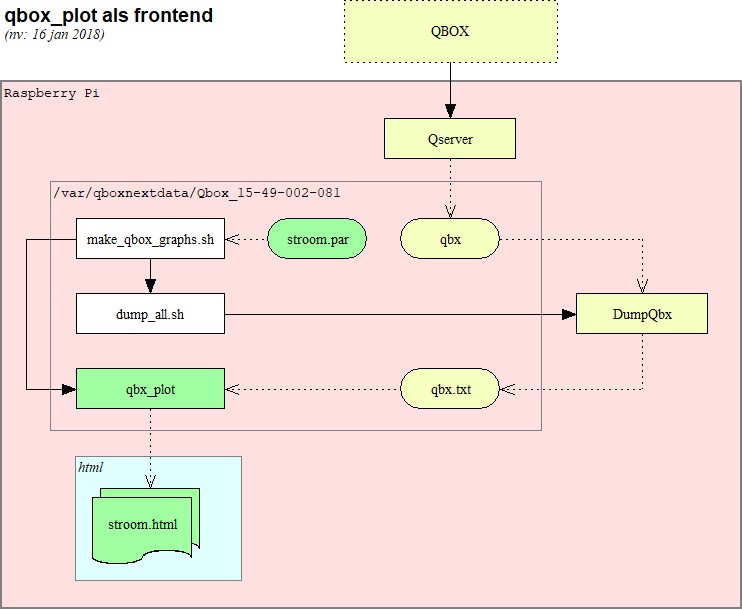 qbox_plot als frontend
(nv: 16 jan 2018)
QBOX
Raspberry Pi
Qserver
/var/qboxnextdata/Qbox_15-49-002-081
make_qbox_graphs.sh
stroom.par
qbx
dump_all.sh
DumpQbx
qbx_plot
qbx.txt
html
stroom.html